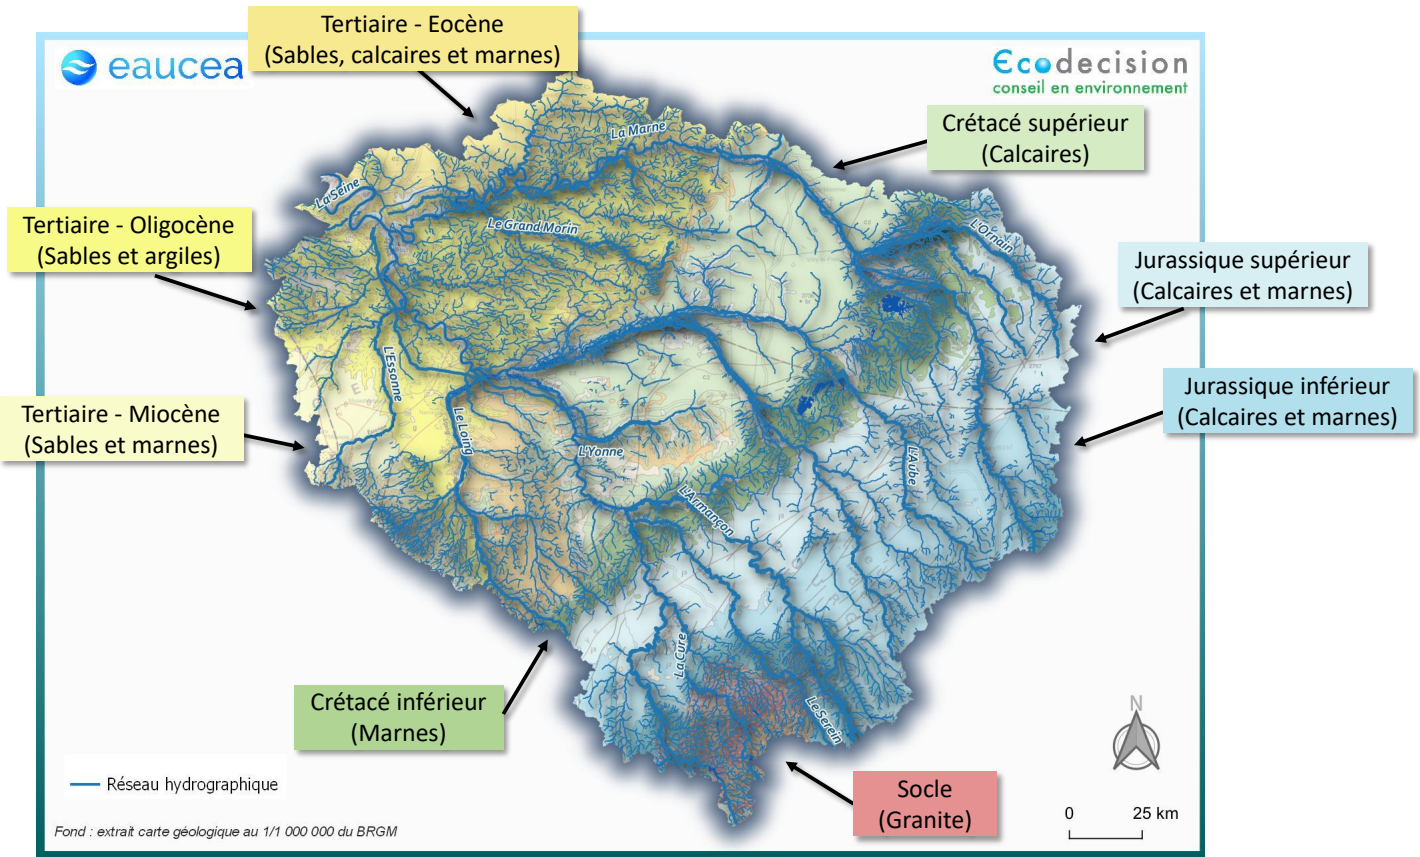 Tertiaire - Eocène
(Sables, calcaires et marnes)
eaucea
Ecodecision
conseil en environnement
Crétacé supérieur
(Calcaires)
La Marne
La Seine
Tertiaire - Oligocène
(Sables et argiles)
Le Grand Morin
L'Ornain
Jurassique supérieur
(Calcaires et marnes)
L'Essonne
Jurassique inférieur
(Calcaires et marnes)
Tertiaire - Miocène
(Sables et marnes)
Le Loing
L'Yonne
L'Aube
L'Armançon
La Cure
Le Serein
Crétacé inférieur
(Marnes)
Socle
(Granite)
N
Réseau hydrographique
0 25 km
Fond : extrait carte géologique au 1/1 000 000 du BRGM